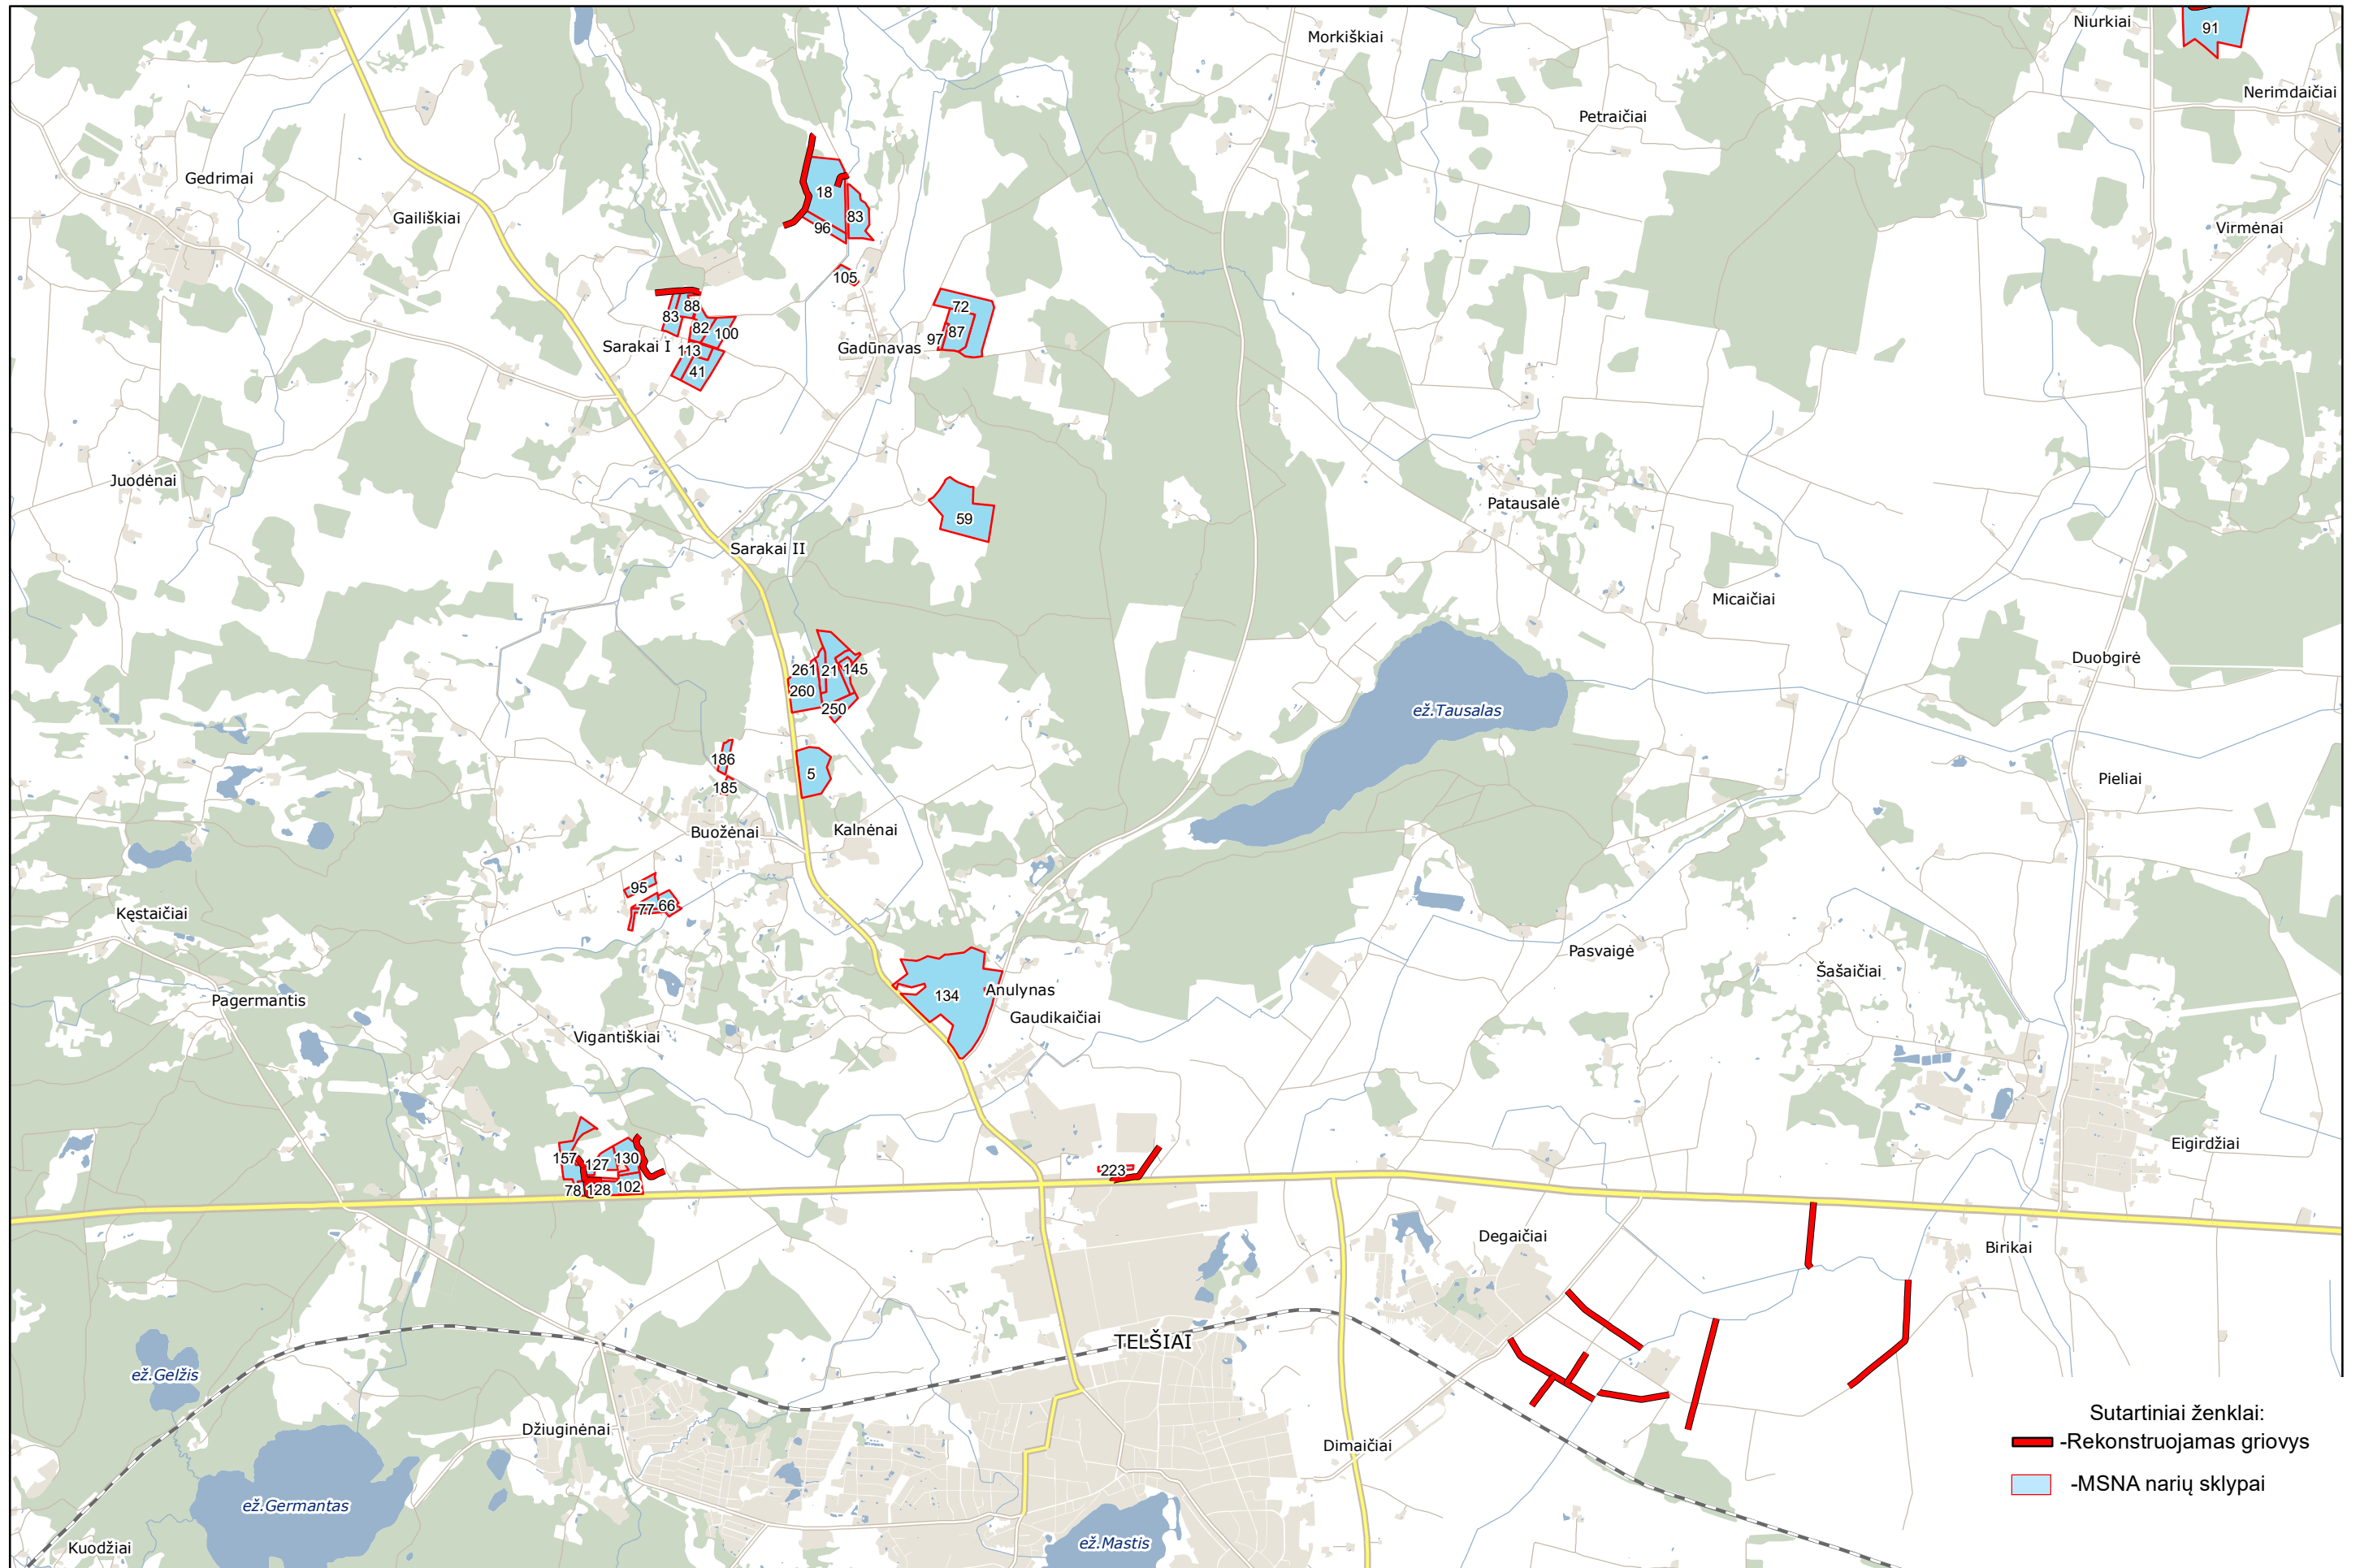 Niurkiai
91
Morkiškiai
Nerimdaičiai
Petraičiai
Gedrimai
18
Gailiškiai
83
96
Virmėnai
105
88
72
83
82
100
87
97
Sarakai I
113
Gadūnavas
41
Juodėnai
Patausalė
59
Sarakai II
Micaičiai
Duobgirė
261
21
145
260
250
ež.Tausalas
186
5
185
Pieliai
Buožėnai
Kalnėnai
95
77
66
Kęstaičiai
Pasvaigė
Šašaičiai
134
Anulynas
Pagermantis
Gaudikaičiai
Vigantiškiai
Eigirdžiai
157
127
130
223
78
128
102
Degaičiai
Birikai
TELŠIAI
ež.Gelžis
Džiuginėnai
Dimaičiai
Sutartiniai ženklai:
-Rekonstruojamas griovys
-MSNA narių sklypai
ež.Germantas
ež.Mastis
Kuodžiai